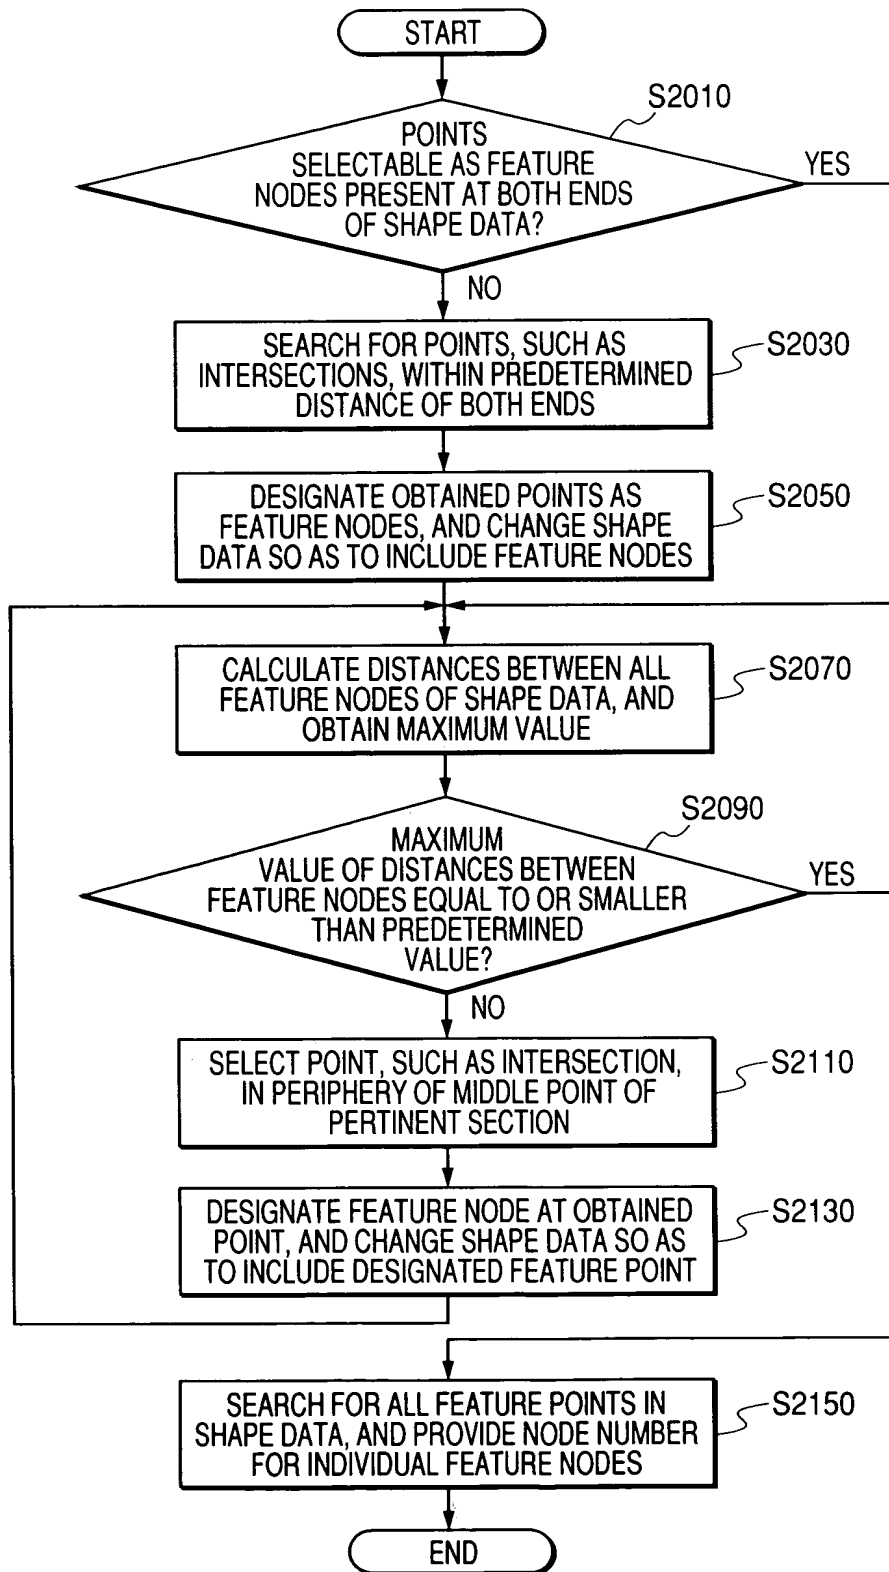 START
S2010
POINTS
SELECTABLE AS FEATURE
NODES PRESENT AT BOTH ENDS
OF SHAPE DATA?
YES
NO
SEARCH FOR POINTS, SUCH AS
INTERSECTIONS, WITHIN PREDETERMINED
DISTANCE OF BOTH ENDS
S2030
DESIGNATE OBTAINED POINTS AS
FEATURE NODES, AND CHANGE SHAPE
DATA SO AS TO INCLUDE FEATURE NODES
S2050
CALCULATE DISTANCES BETWEEN ALL
FEATURE NODES OF SHAPE DATA, AND
OBTAIN MAXIMUM VALUE
S2070
S2090
MAXIMUM
VALUE OF DISTANCES BETWEEN
FEATURE NODES EQUAL TO OR SMALLER
THAN PREDETERMINED
VALUE?
YES
NO
SELECT POINT, SUCH AS INTERSECTION,
IN PERIPHERY OF MIDDLE POINT OF
PERTINENT SECTION
S2110
DESIGNATE FEATURE NODE AT OBTAINED
POINT, AND CHANGE SHAPE DATA SO AS
TO INCLUDE DESIGNATED FEATURE POINT
S2130
SEARCH FOR ALL FEATURE POINTS IN
SHAPE DATA, AND PROVIDE NODE NUMBER
FOR INDIVIDUAL FEATURE NODES
S2150
END